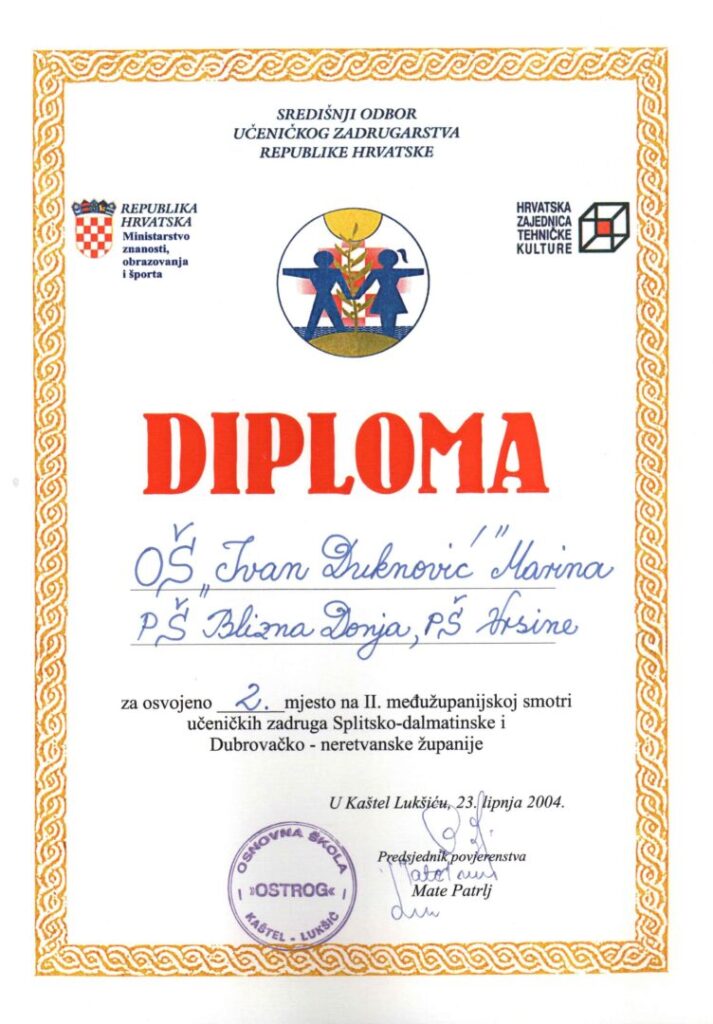 SREDIŠNJI ODBOR
UČENIČKOG ZADRUGARSTVA
REPUBLIKE HRVATSKE
REPUBLIKA
HRVATSKA
Ministarstvo
znanosti,
obrazovanja
i športa
HRVATSKA
ZAJEDNICA
TEHNIČKE
KULTURE
DIPLOMA
OŠ „Ivan Duknović" Marina
PŠ Blizna Donja, PŠ Vrsine
za osvojeno 2. mjesto na II. međužupanijskoj smotri
učeničkih zadruga Splitsko-dalmatinske i
Dubrovačko - neretvanske županije
U Kaštel Lukšiću, 23. lipnja 2004.
Predsjednik povjerenstva
Mate Patrlj
OSNOVNA ŠKOLA
»OSTROG«
KAŠTEL - LUKŠIĆ